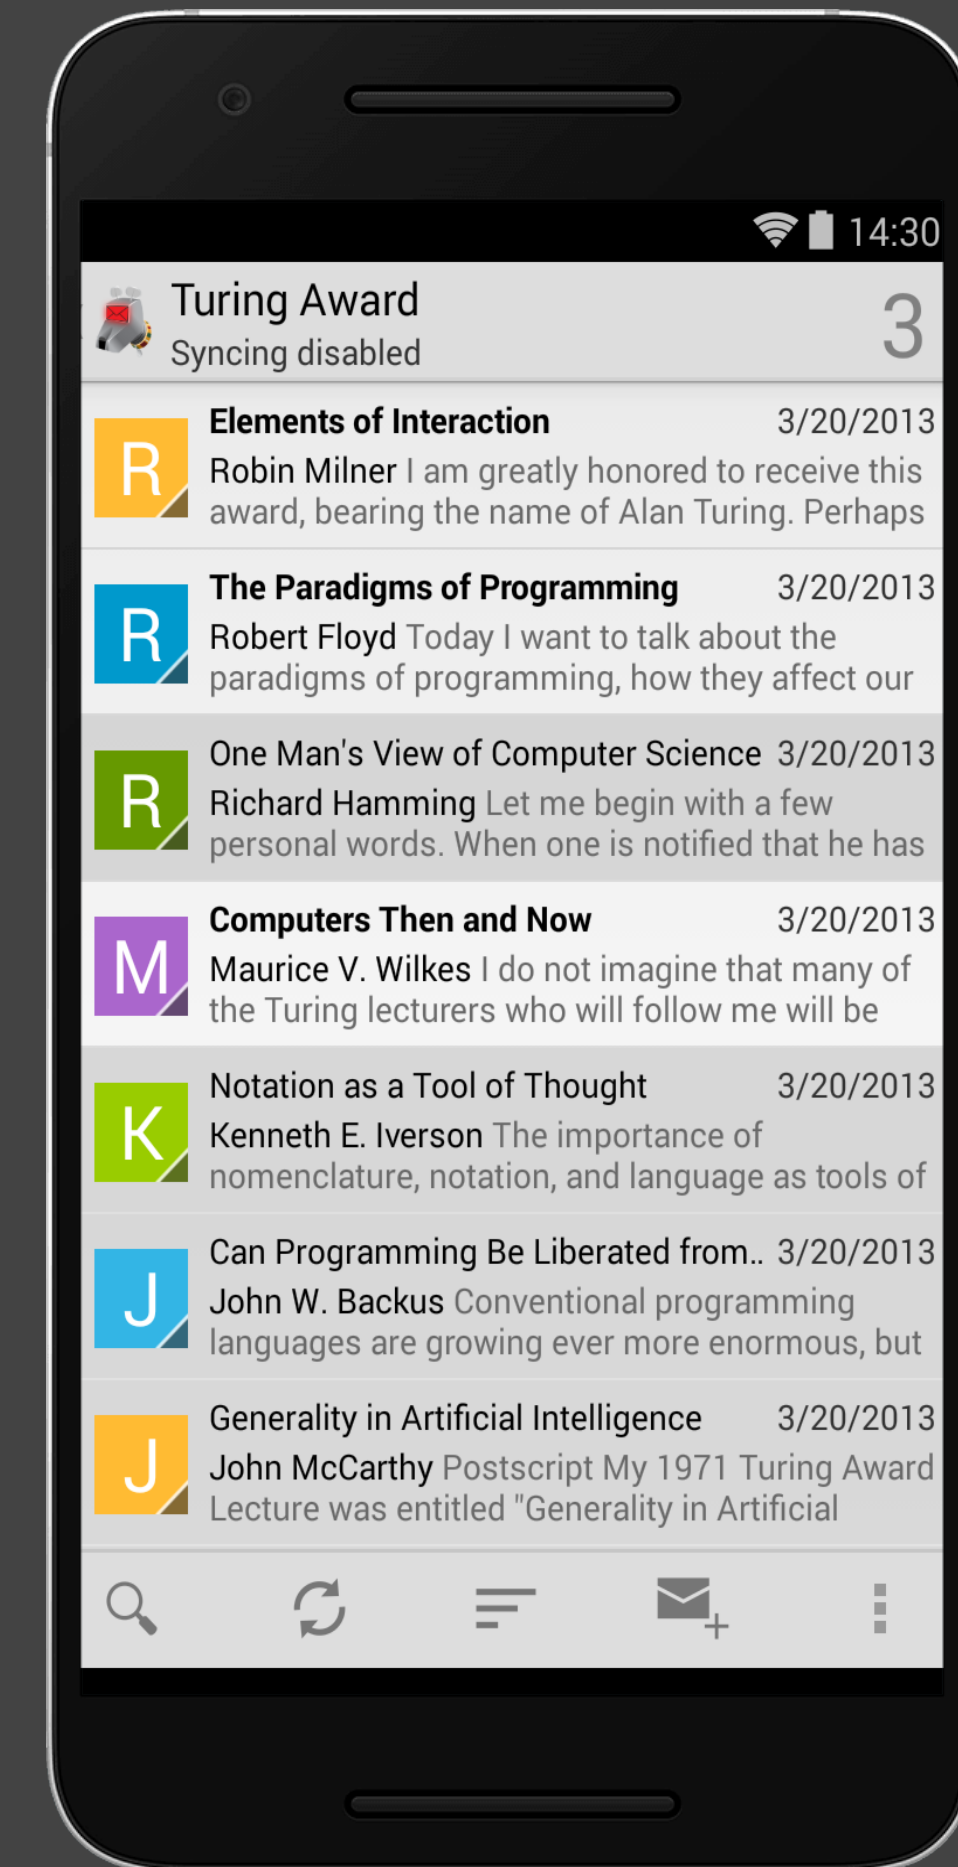 14:30
Turing Award
Syncing disabled
3
R
Elements of Interaction 3/20/2013
Robin Milner I am greatly honored to receive this
award, bearing the name of Alan Turing. Perhaps
R
The Paradigms of Programming 3/20/2013
Robert Floyd Today I want to talk about the
paradigms of programming, how they affect our
R
One Man's View of Computer Science 3/20/2013
Richard Hamming Let me begin with a few
personal words. When one is notified that he has
M
Computers Then and Now 3/20/2013
Maurice V. Wilkes I do not imagine that many of
the Turing lecturers who will follow me will be
K
Notation as a Tool of Thought 3/20/2013
Kenneth E. Iverson The importance of
nomenclature, notation, and language as tools of
J
Can Programming Be Liberated from.. 3/20/2013
John W. Backus Conventional programming
languages are growing ever more enormous, but
J
Generality in Artificial Intelligence 3/20/2013
John McCarthy Postscript My 1971 Turing Award
Lecture was entitled "Generality in Artificial